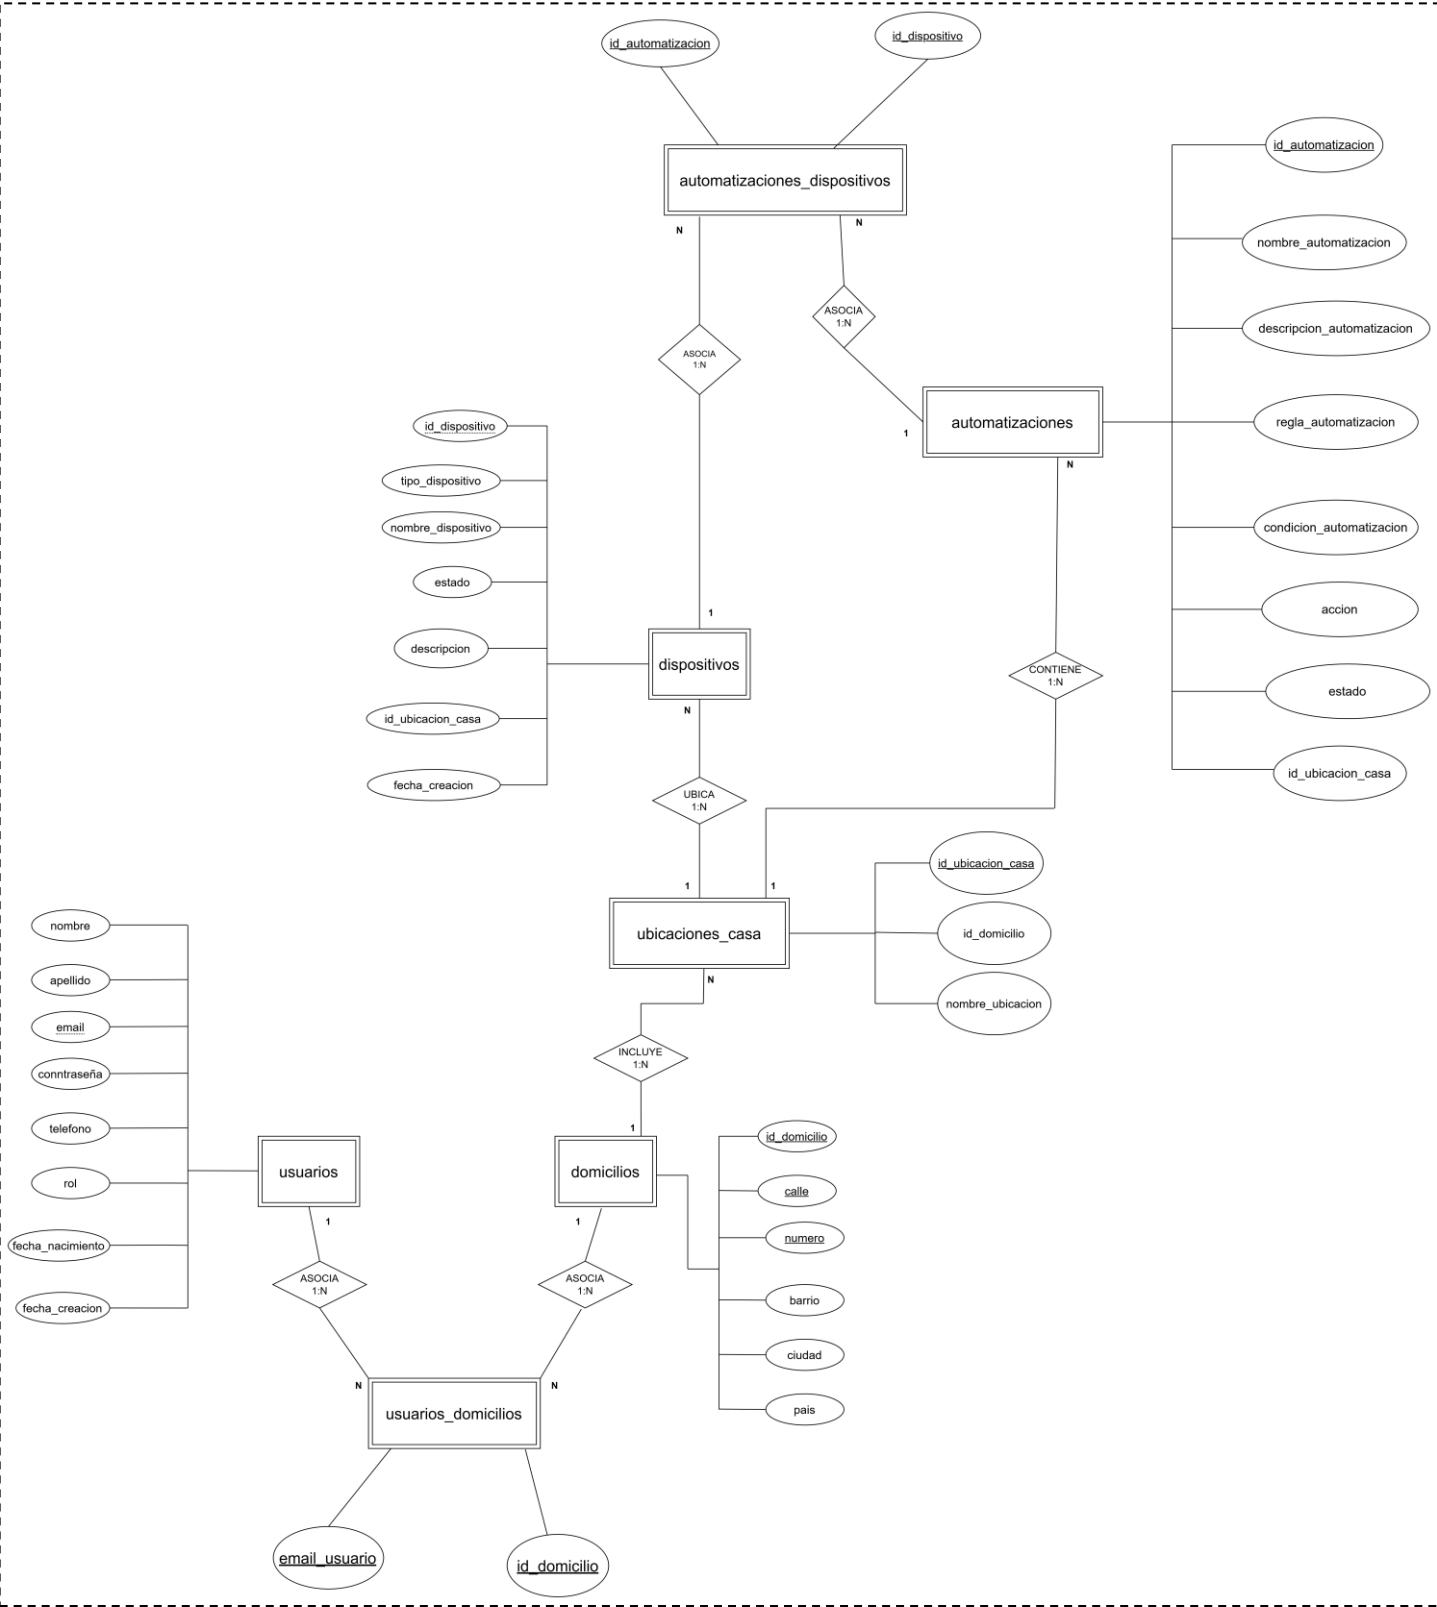 id_automatizacion
id_dispositivo
automatizaciones_dispositivos
N
N
ASOCIA
1:N
ASOCIA
1:N
id_automatizacion
nombre_automatizacion
descripcion_automatizacion
regla_automatizacion
condicion_automatizacion
accion
estado
id_ubicacion_casa
automatizaciones
1
N
id_dispositivo
tipo_dispositivo
nombre_dispositivo
estado
descripcion
id_ubicacion_casa
fecha_creacion
1
dispositivos
N
CONTIENE
1:N
UBICA
1:N
1
1
ubicaciones_casa
N
id_ubicacion_casa
id_domicilio
nombre_ubicacion
INCLUYE
1:N
1
nombre
apellido
email
conntraseña
telefono
rol
fecha_nacimiento
fecha_creacion
usuarios
1
domicilios
1
id_domicilio
calle
numero
barrio
ciudad
pais
ASOCIA
1:N
ASOCIA
1:N
N
N
usuarios_domicilios
email_usuario
id_domicilio